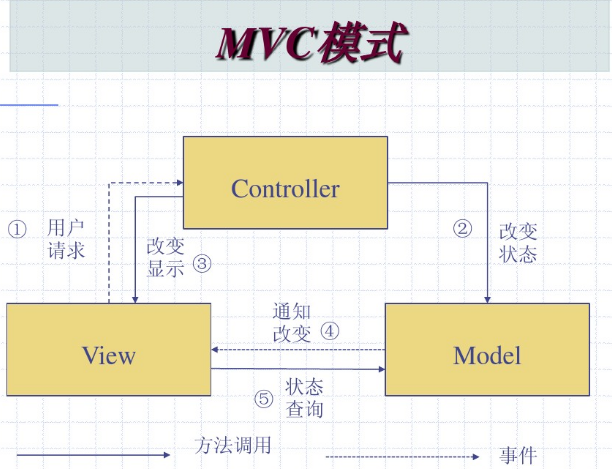 MVC模式
Controller
① 用户
请求
② 改变
状态
改变
显示 ③
通知
改变 ④
View
Model
⑤ 状态
查询
方法调用
事件